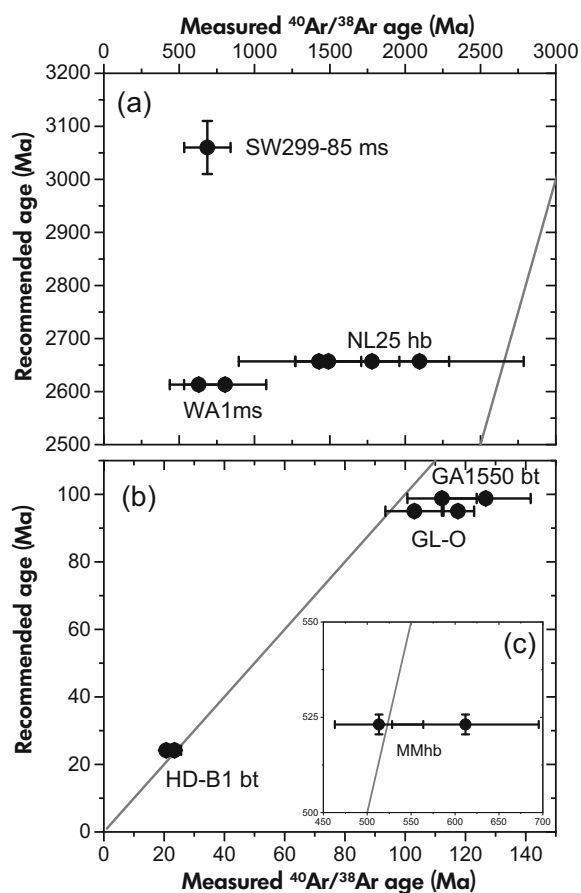 Measured ⁴⁰Ar/³⁸Ar age (Ma)
0 500 1000 1500 2000 2500 3000
3200
3100
3000
2900
2800
2700
2600
2500
Recommended age (Ma)
(a)
SW299-85 ms
NL25 hb
WA1ms
100
80
60
40
20
0
Recommended age (Ma)
(b)
GA1550 bt
GL-O
HD-B1 bt
(c)
550
525
500
MMhb
450 500 550 600 650 700
0 20 40 60 80 100 120 140
Measured ⁴⁰Ar/³⁸Ar age (Ma)